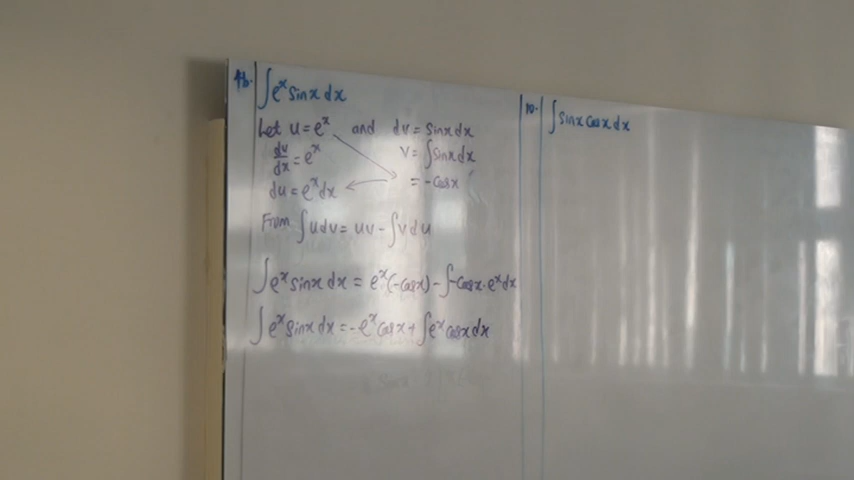 4b. ∫e^x sinx dx
Let u = e^x and dv = sinx dx
du/dx = e^x v = ∫sinx dx
du = e^x dx = -cosx
From ∫udv = uv - ∫vdu
∫e^x sinx dx = e^x(-cosx) - ∫-cosx·e^x dx
∫e^x sinx dx = -e^x cosx + ∫e^x cosx dx
10. ∫sinx cosx dx